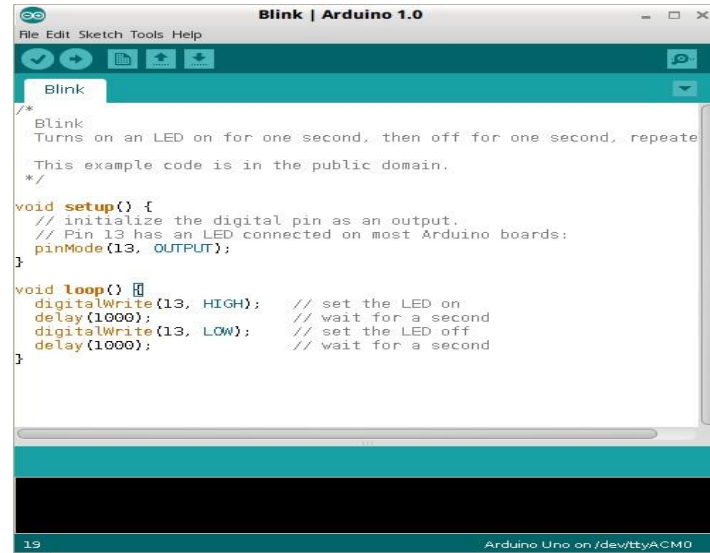 Blink | Arduino 1.0
File Edit Sketch Tools Help
Blink
/*
  Blink
  Turns on an LED on for one second, then off for one second, repeate
  This example code is in the public domain.
 */
void setup() {
  // initialize the digital pin as an output.
  // Pin 13 has an LED connected on most Arduino boards:
  pinMode(13, OUTPUT);
}
void loop() {
  digitalWrite(13, HIGH);   // set the LED on
  delay(1000);              // wait for a second
  digitalWrite(13, LOW);    // set the LED off
  delay(1000);              // wait for a second
}
19 Arduino Uno on /dev/ttyACM0